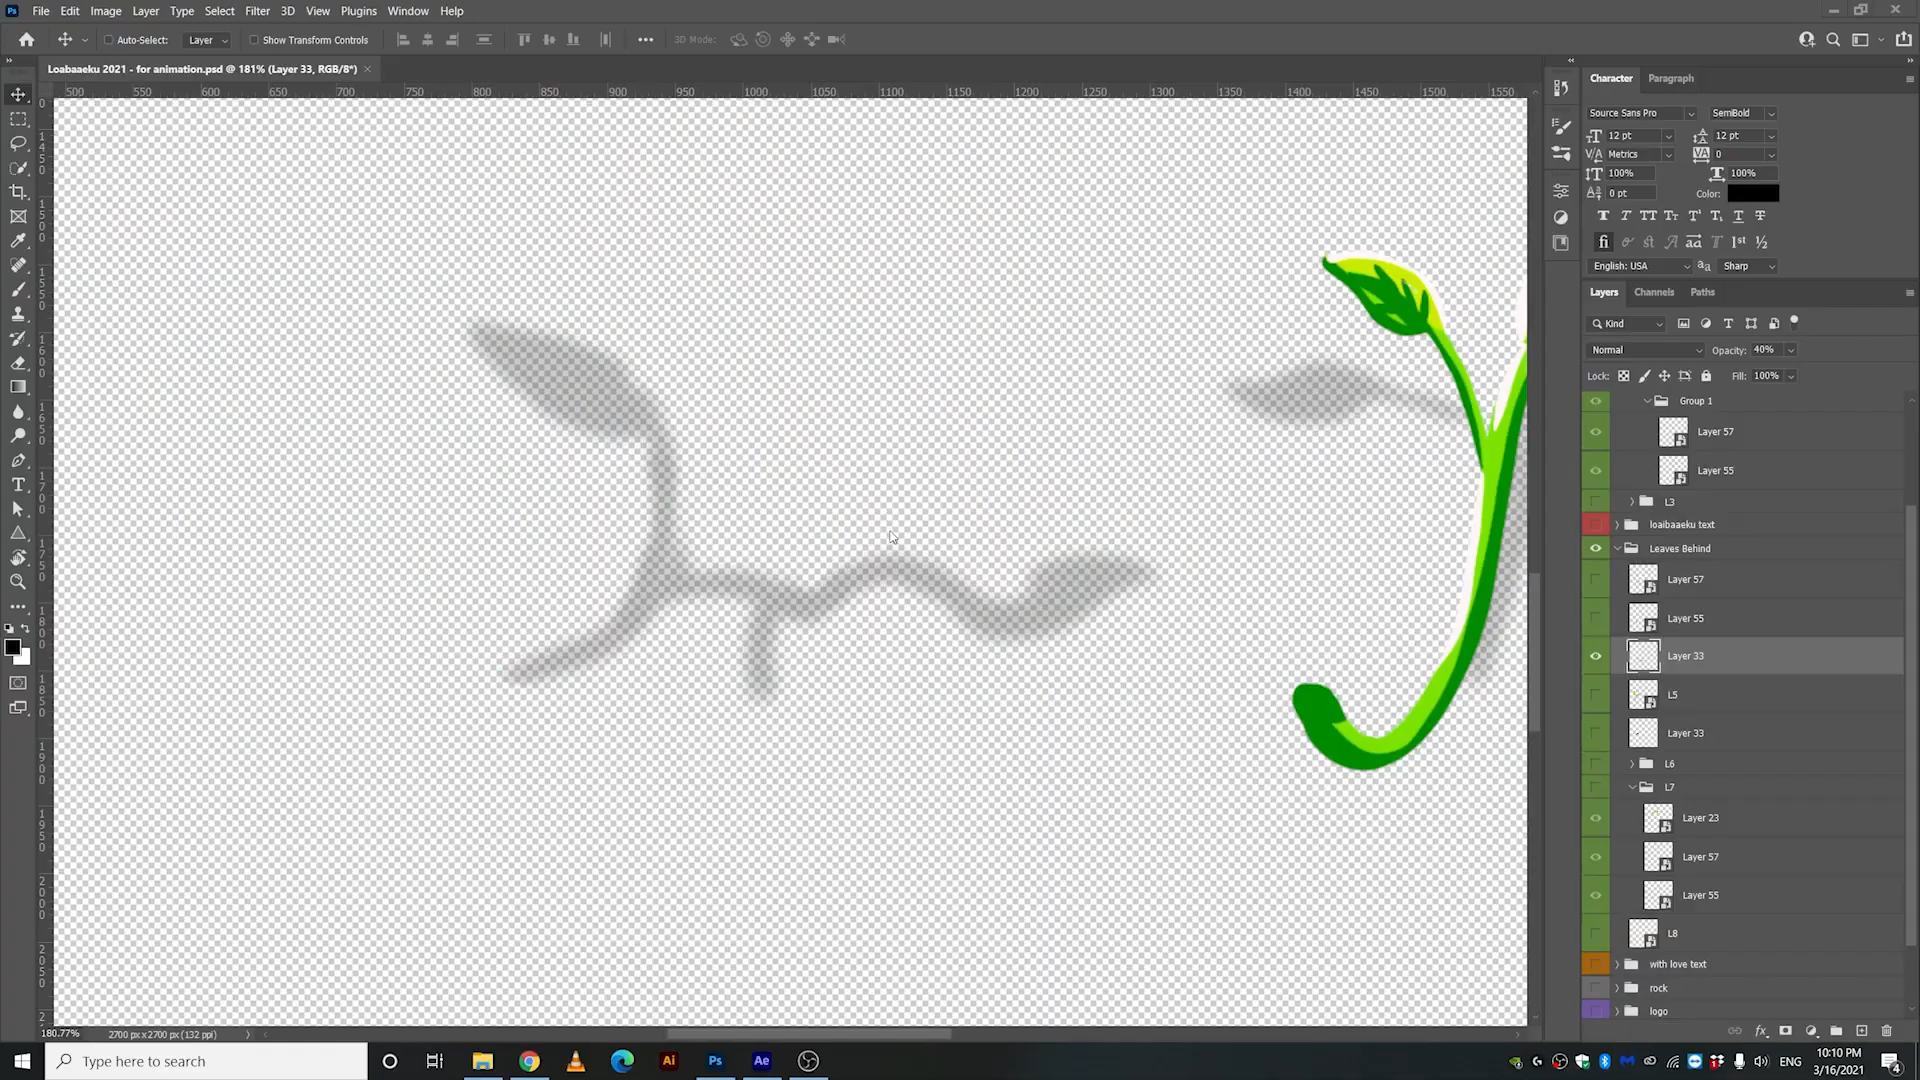 File Edit Image Layer Type Select Filter 3D View Plugins Window Help
Auto-Select: Layer Show Transform Controls 3D Mode:
Loabaaeku 2021 - for animation.psd @ 181% (Layer 33, RGB/8*)
500 550 600 650 700 750 800 850 900 950 1000 1050 1100 1150 1200 1250 1300 1350 1400 1450 1500 1550
Character Paragraph
Source Sans Pro SemiBold
12 pt 12 pt
Metrics 0
100% 100%
0 pt Color:
English: USA Sharp
Layers Channels Paths
Kind
Normal Opacity: 40%
Lock: Fill: 100%
Group 1
Layer 57
Layer 55
L3
loaibaaeku text
Leaves Behind
Layer 57
Layer 55
Layer 33
L5
Layer 33
L6
L7
Layer 23
Layer 57
Layer 55
L8
with love text
rock
logo
180.77% 2700 px x 2700 px (132 ppi)
Type here to search
ENG
10:10 PM
3/16/2021
4